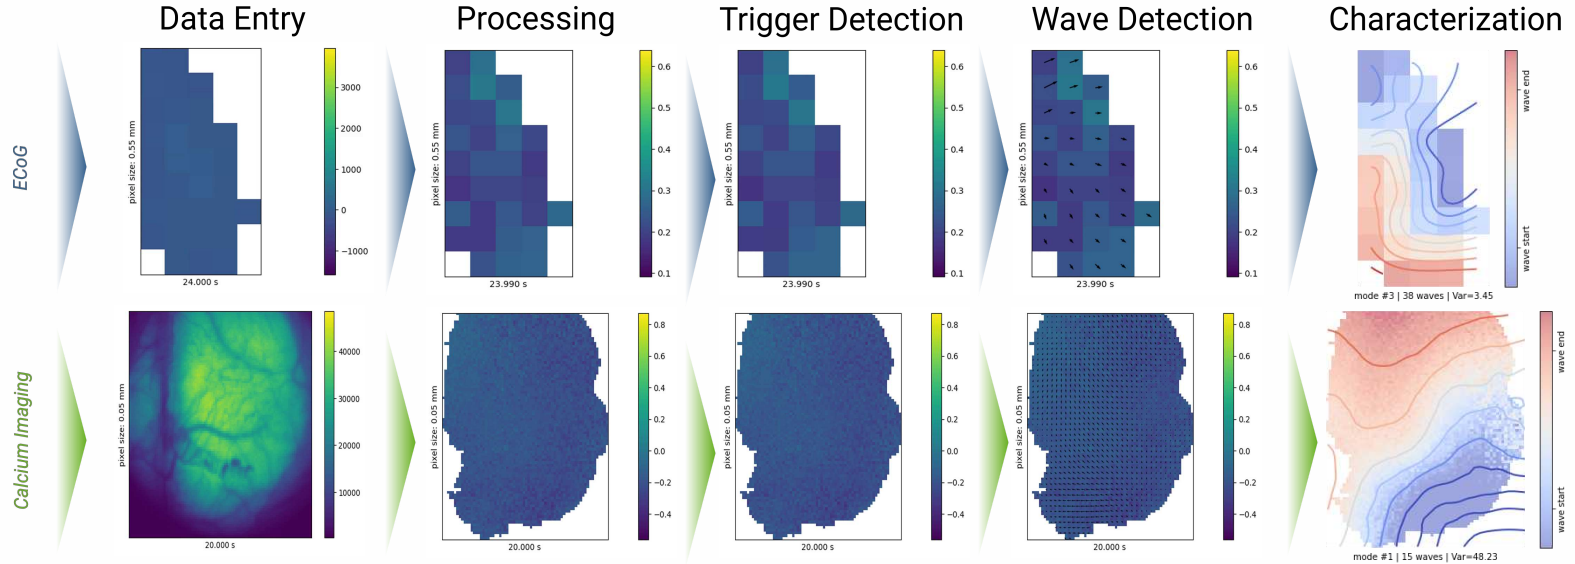 Data Entry
Processing
Trigger Detection
Wave Detection
Characterization
ECoG
pixel size: 0.55 mm
3000
2000
1000
0
−1000
24.000 s
pixel size: 0.55 mm
0.6
0.5
0.4
0.3
0.2
0.1
23.990 s
pixel size: 0.55 mm
0.6
0.5
0.4
0.3
0.2
0.1
23.990 s
pixel size: 0.55 mm
0.6
0.5
0.4
0.3
0.2
0.1
23.990 s
wave end
wave start
mode #3 | 38 waves | Var=3.45
Calcium Imaging
pixel size: 0.05 mm
40000
30000
20000
10000
20.000 s
pixel size: 0.05 mm
0.8
0.6
0.4
0.2
0.0
−0.2
−0.4
20.000 s
pixel size: 0.05 mm
0.8
0.6
0.4
0.2
0.0
−0.2
−0.4
20.000 s
pixel size: 0.05 mm
0.8
0.6
0.4
0.2
0.0
−0.2
−0.4
20.000 s
wave end
wave start
mode #1 | 15 waves | Var=48.23